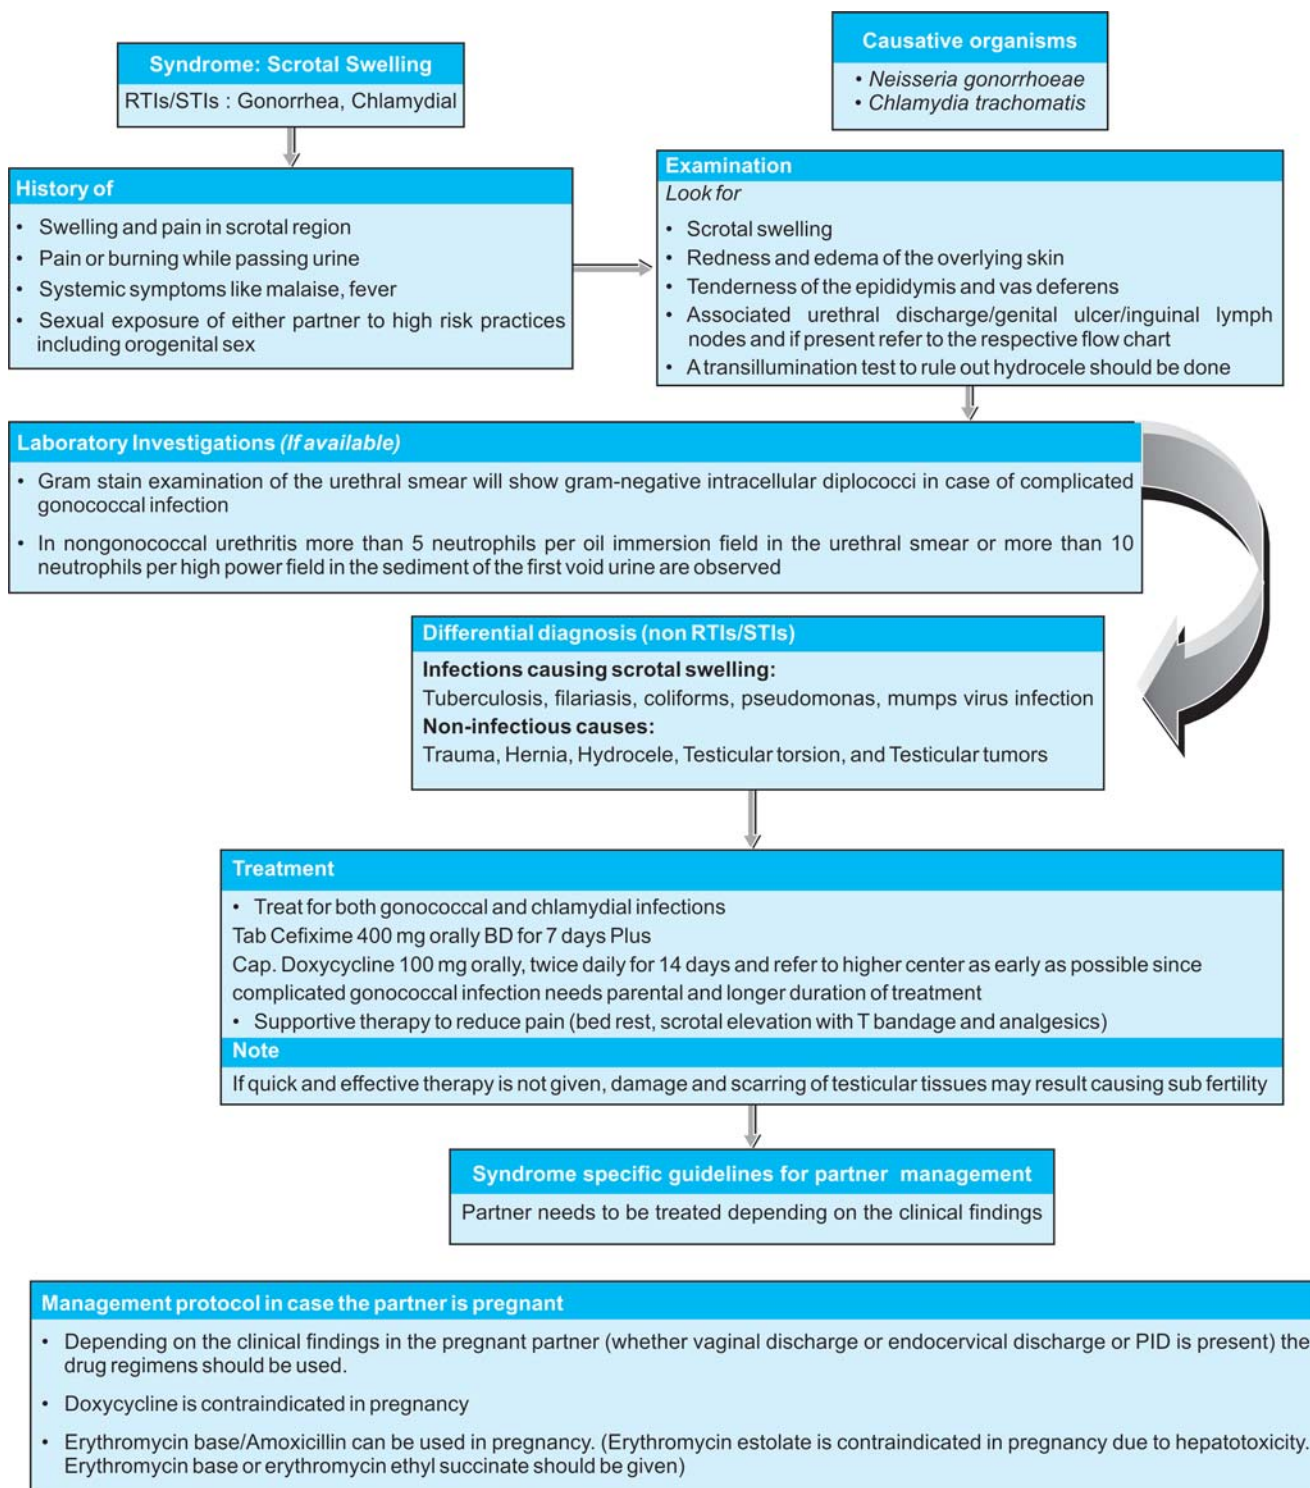 Syndrome: Scrotal Swelling
RTIs/STIs : Gonorrhea, Chlamydial
Causative organisms
• Neisseria gonorrhoeae
• Chlamydia trachomatis
History of
• Swelling and pain in scrotal region
• Pain or burning while passing urine
• Systemic symptoms like malaise, fever
• Sexual exposure of either partner to high risk practices
including orogenital sex
Examination
Look for
• Scrotal swelling
• Redness and edema of the overlying skin
• Tenderness of the epididymis and vas deferens
• Associated urethral discharge/genital ulcer/inguinal lymph
nodes and if present refer to the respective flow chart
• A transillumination test to rule out hydrocele should be done
Laboratory Investigations (If available)
• Gram stain examination of the urethral smear will show gram-negative intracellular diplococci in case of complicated
gonococcal infection
• In nongonococcal urethritis more than 5 neutrophils per oil immersion field in the urethral smear or more than 10
neutrophils per high power field in the sediment of the first void urine are observed
Differential diagnosis (non RTIs/STIs)
Infections causing scrotal swelling:
Tuberculosis, filariasis, coliforms, pseudomonas, mumps virus infection
Non-infectious causes:
Trauma, Hernia, Hydrocele, Testicular torsion, and Testicular tumors
Treatment
• Treat for both gonococcal and chlamydial infections
Tab Cefixime 400 mg orally BD for 7 days Plus
Cap. Doxycycline 100 mg orally, twice daily for 14 days and refer to higher center as early as possible since
complicated gonococcal infection needs parental and longer duration of treatment
• Supportive therapy to reduce pain (bed rest, scrotal elevation with T bandage and analgesics)
Note
If quick and effective therapy is not given, damage and scarring of testicular tissues may result causing sub fertility
Syndrome specific guidelines for partner management
Partner needs to be treated depending on the clinical findings
Management protocol in case the partner is pregnant
• Depending on the clinical findings in the pregnant partner (whether vaginal discharge or endocervical discharge or PID is present) the
drug regimens should be used.
• Doxycycline is contraindicated in pregnancy
• Erythromycin base/Amoxicillin can be used in pregnancy. (Erythromycin estolate is contraindicated in pregnancy due to hepatotoxicity.
Erythromycin base or erythromycin ethyl succinate should be given)